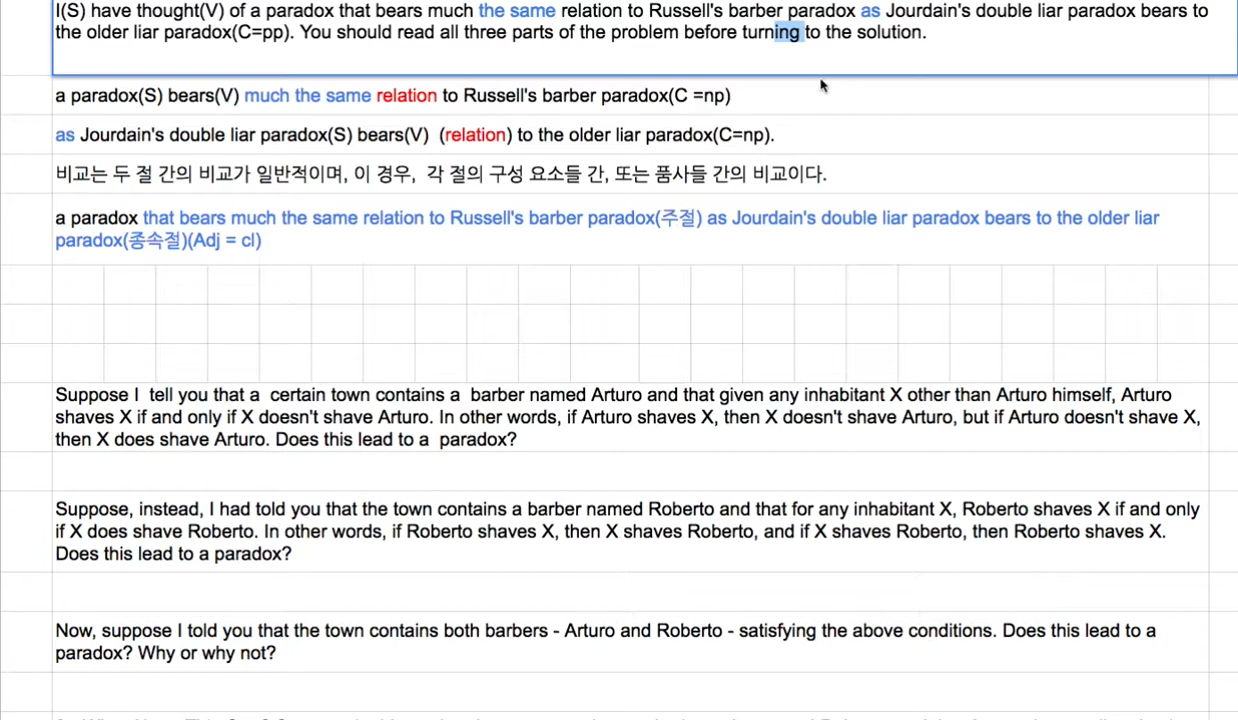 I(S) have thought(V) of a paradox that bears much the same relation to Russell's barber paradox as Jourdain's double liar paradox bears to
the older liar paradox(C=pp). You should read all three parts of the problem before turning to the solution.
a paradox(S) bears(V) much the same relation to Russell's barber paradox(C =np)
as Jourdain's double liar paradox(S) bears(V)  (relation) to the older liar paradox(C=np).
비교는 두 절 간의 비교가 일반적이며, 이 경우,  각 절의 구성 요소들 간, 또는 품사들 간의 비교이다.
a paradox that bears much the same relation to Russell's barber paradox(주절) as Jourdain's double liar paradox bears to the older liar
paradox(종속절)(Adj = cl)
Suppose I  tell you that a  certain town contains a  barber named Arturo and that given any inhabitant X other than Arturo himself, Arturo
shaves X if and only if X doesn't shave Arturo. In other words, if Arturo shaves X, then X doesn't shave Arturo, but if Arturo doesn't shave X,
then X does shave Arturo. Does this lead to a  paradox?
Suppose, instead, I had told you that the town contains a barber named Roberto and that for any inhabitant X, Roberto shaves X if and only
if X does shave Roberto. In other words, if Roberto shaves X, then X shaves Roberto, and if X shaves Roberto, then Roberto shaves X.
Does this lead to a paradox?
Now, suppose I told you that the town contains both barbers - Arturo and Roberto - satisfying the above conditions. Does this lead to a
paradox? Why or why not?